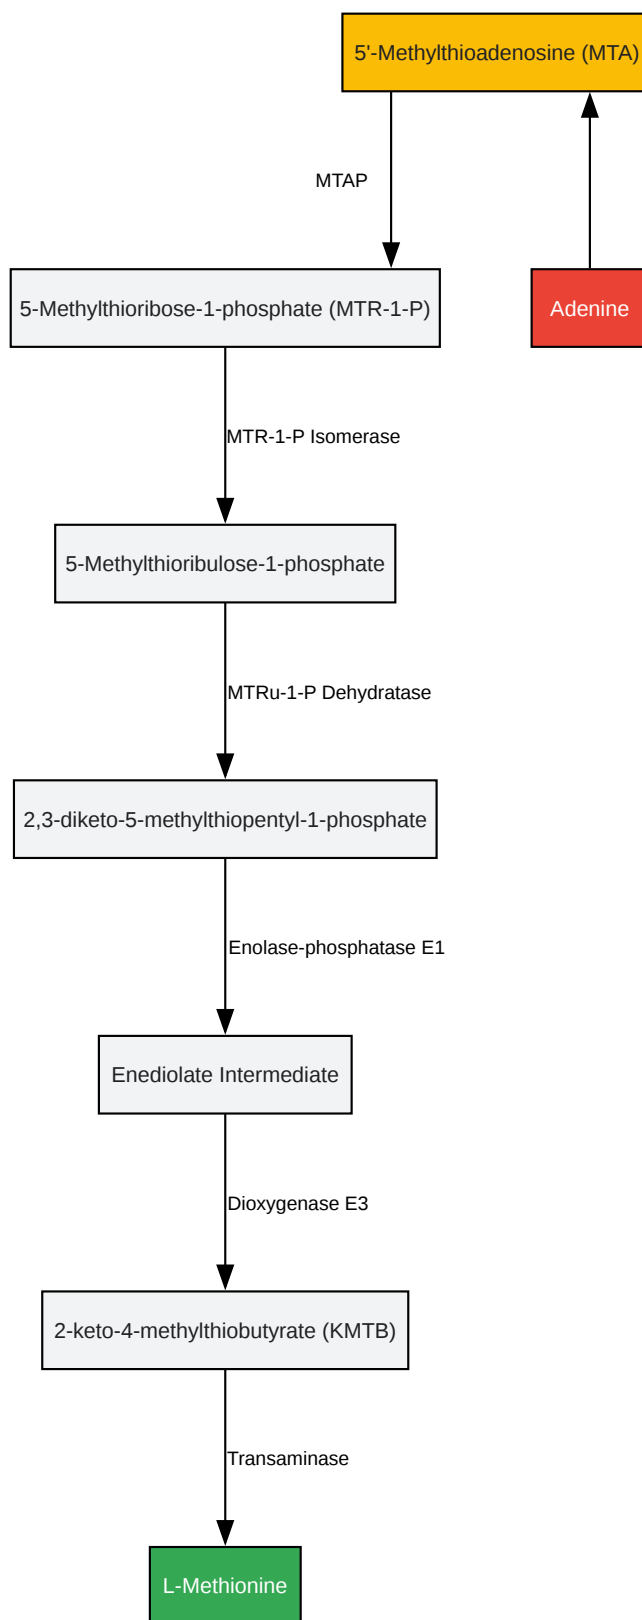 5'-Methylthioadenosine (MTA)
MTAP
5-Methylthioribose-1-phosphate (MTR-1-P)
Adenine
MTR-1-P Isomerase
5-Methylthioribulose-1-phosphate
MTRu-1-P Dehydratase
2,3-diketo-5-methylthiopentyl-1-phosphate
Enolase-phosphatase E1
Enediolate Intermediate
Dioxygenase E3
2-keto-4-methylthiobutyrate (KMTB)
Transaminase
L-Methionine